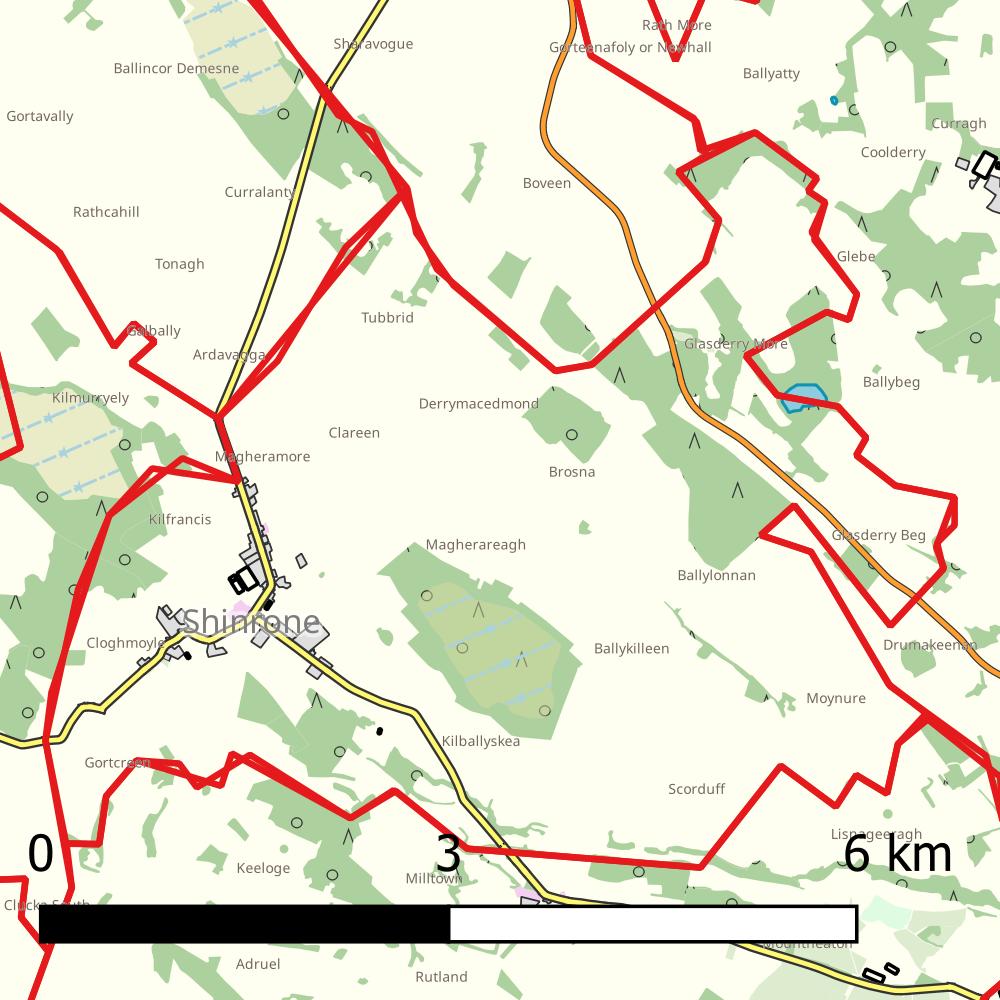 Rath More
Sharavogue
Gorteenafoly or Newhall
Ballincor Demesne
Ballyatty
Gortavally
Curragh
Coolderry
Boveen
Curralanty
Rathcahill
Glebe
Tonagh
Tubbrid
Galbally
Glasderry More
Ardavagga
Ballybeg
Kilmurryely
Derrymacedmond
Clareen
Magheramore
Brosna
Kilfrancis
Glasderry Beg
Magherareagh
Ballylonnan
Shinrone
Cloghmoyle
Ballykilleen
Drumakeenan
Moynure
Kilballyskea
Gortcreen
Scorduff
Lisnageeragh
0 3 6 km
Keeloge
Milltown
Clucka South
Mountheaton
Adruel
Rutland